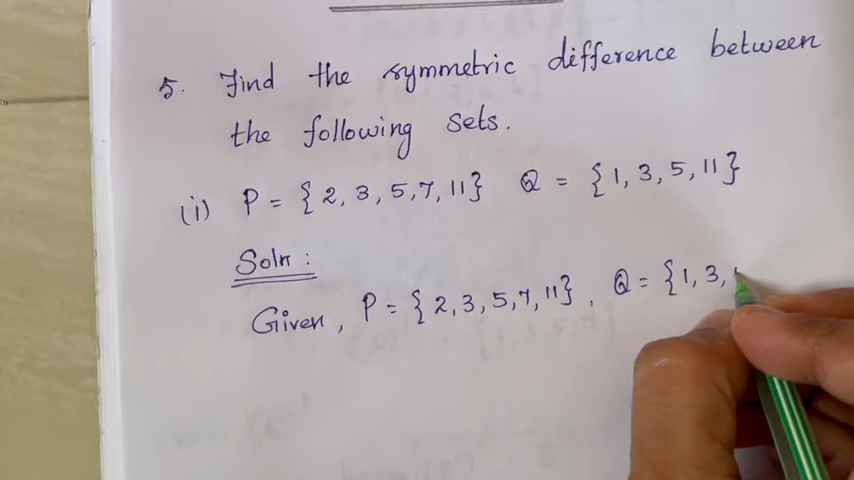 5. Find the symmetric difference between
the following sets.
(i) P = {2, 3, 5, 7, 11} Q = {1, 3, 5, 11}
Soln :
Given, P = {2, 3, 5, 7, 11}, Q = {1, 3,